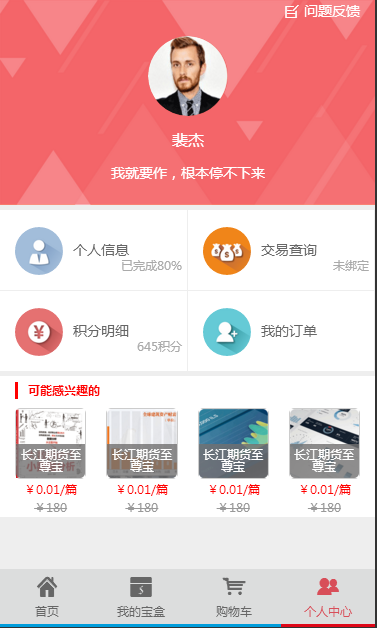 问题反馈
裴杰
我就要作，根本停不下来
个人信息
已完成80%
交易查询
未绑定
积分明细
645积分
我的订单
可能感兴趣的
长江期货至
尊宝
长江期货至
尊宝
长江期货至
尊宝
长江期货至
尊宝
￥0.01/篇
￥0.01/篇
￥0.01/篇
￥0.01/篇
￥180
￥180
￥180
￥180
首页
我的宝盒
购物车
个人中心